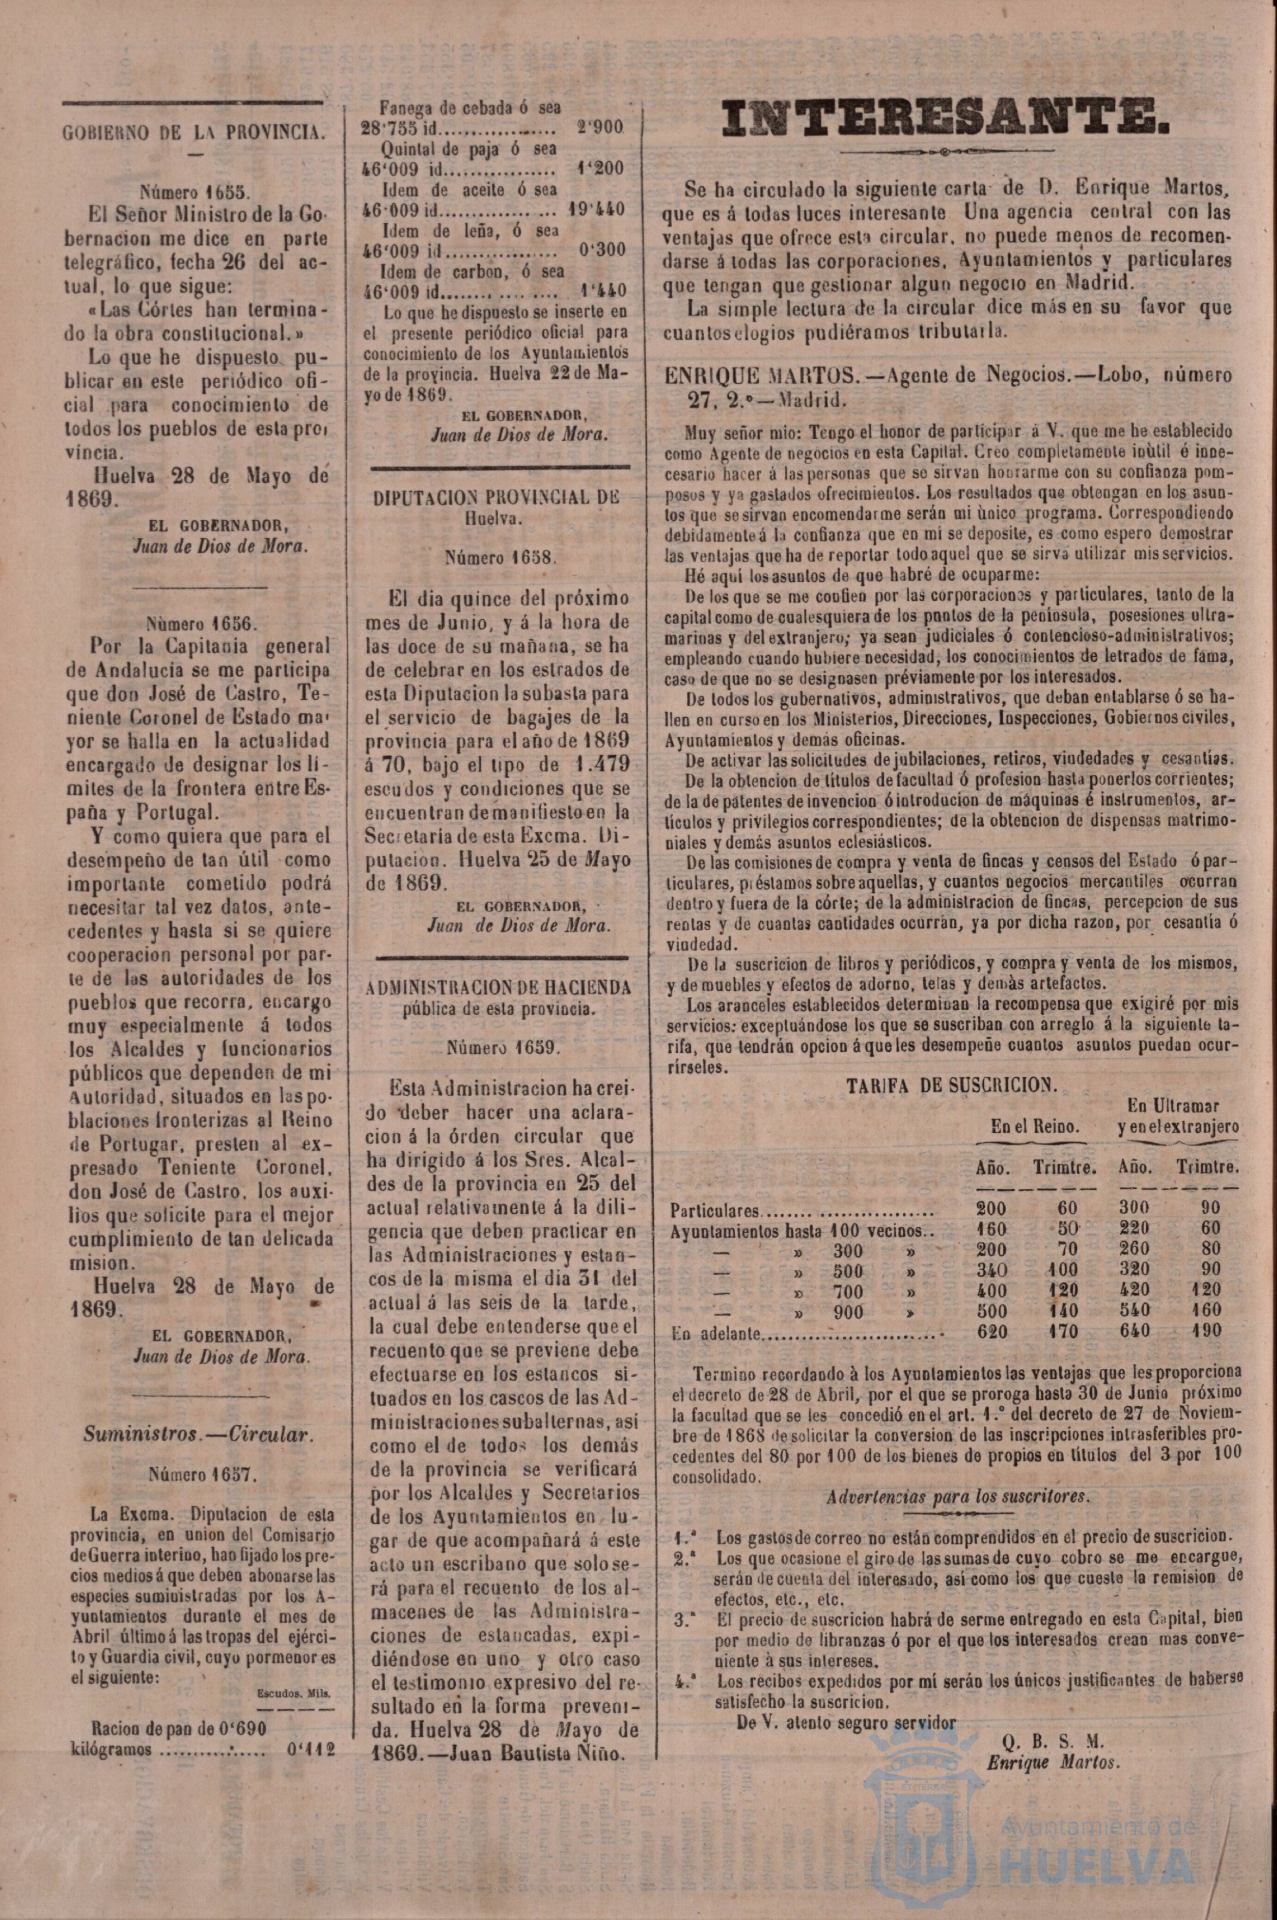 GOBIERNO DE LA PROVINCIA.
Número 1655.
El Señor Ministro de la Go-
bernacion me dice en parte
telegráfico, fecha 26 del ac-
tual, lo que sigue:
«Las Córtes han termina-
do la obra constitucional.»
Lo que he dispuesto pu-
blicar en este periódico ofi-
cial para conocimiento de
todos los pueblos de esta pro
vincia.
Huelva 28 de Mayo de
1869.
EL GOBERNADOR,
Juan de Dios de Mora.
Nùmero 1656.
Por la Capitania general
de Andalucía se me participa
que don José de Castro, Te-
niente Coronel de Estado ma-
yor se halla en la actualidad
encargado de designar los lí-
mites de la frontera entre Es-
paña y Portugal.
Y como quiera que para el
desempeño de tan útil como
importante cometido podrá
necesitar tal vez datos, ante-
cedentes y hasta si se quiere
cooperacion personal por par-
te de las autoridades de los
pueblos que recorra, encargo
muy especialmente á todos
los Alcaldes y funcionarios
públicos que dependen de mi
Autoridad, situados en las po-
blaciones fronterizas al Reino
de Portugar, presten al ex-
presado Teniente Coronel,
don José de Castro, los auxi-
lios que solicite para el mejor
cumplimiento de tan delicada
mision.
Huelva 28 de Mayo de
1869.
EL GOBERNADOR,
Juan de Dios de Mora.
Suministros.—Circular.
Número 1657.
La Excma. Diputacion de esta
provincia, en union del Comisario
de Guerra interino, han fijado los pre-
cios medios á que deben abonarse las
especies suministradas por los A-
yuntamientos durante el mes de
Abril último á las tropas del ejérci-
to y Guardia civil, cuyo pormenor es
el siguiente:
Escudos. Mils.
Racion de pan de 0‘690
kilógramos .................. 0‘112
Fanega de cebada ó sea
28‘755 id.................. 2‘900
Quintal de paja ó sea
46‘009 id.................. 1‘200
Idem de aceite ó sea
46‘009 id.................. 19‘440
Idem de leña, ó sea
46‘009 id.................. 0‘300
Idem de carbon, ó sea
46‘009 id.................. 1‘440
Lo que he dispuesto se inserte en
el presente periódico oficial para
conocimiento de los Ayuntamientos
de la provincia. Huelva 22 de Ma-
yo de 1869.
EL GOBERNADOR,
Juan de Dios de Mora.
DIPUTACION PROVINCIAL DE
Huelva.
Número 1658.
El dia quince del próximo
mes de Junio, y á la hora de
las doce de su mañana, se ha
de celebrar en los estrados de
esta Diputacion la subasta para
el servicio de bagajes de la
provincia para el año de 1869
á 70, bajo el tipo de 1.479
escudos y condiciones que se
encuentran de manifiesto en la
Secretaria de esta Excma. Di-
putacion. Huelva 25 de Mayo
de 1869.
EL GOBERNADOR,
Juan de Dios de Mora.
ADMINISTRACION DE HACIENDA
pública de esta provincia.
Número 1659.
Esta Administracion ha crei-
do deber hacer una aclara-
cion á la órden circular que
ha dirigido á los Sres. Alcal-
des de la provincia en 25 del
actual relativamente á la dili-
gencia que deben practicar en
las Administraciones y estan-
cos de la misma el dia 31 del
actual á las seis de la tarde,
la cual debe entenderse que el
recuento que se previene debe
efectuarse en los estancos si-
tuados en los cascos de las Ad-
ministraciones subalternas, asi
como el de todos los demás
de la provincia se verificará
por los Alcaldes y Secretarios
de los Ayuntamientos en lu-
gar de que acompañará á este
acto un escribano que solo se-
rá para el recuento de los al-
macenes de las Administra-
ciones de estancadas, expi-
diéndose en uno y otro caso
el testimonio expresivo del re-
sultado en la forma preveni-
da. Huelva 28 de Mayo de
1869.—Juan Bautista Niño.
INTERESANTE.
Se ha circulado la siguiente carta de D. Enrique Martos,
que es á todas luces interesante Una agencia central con las
ventajas que ofrece esta circular, no puede menos de recomen-
darse á todas las corporaciones, Ayuntamientos y particulares
que tengan que gestionar algun negocio en Madrid.
La simple lectura de la circular dice más en su favor que
cuantos elogios pudiéramos tributarla.
ENRIQUE MARTOS.—Agente de Negocios.—Lobo, número
27, 2.º—Madrid.
Muy señor mio: Tengo el honor de participar á V. que me he establecido
como Agente de negocios en esta Capital. Creo completamente inùtil é inne-
cesario hacer á las personas que se sirvan honrarme con su confianza pom-
posos y ya gastados ofrecimientos. Los resultados que obtengan en los asun-
tos que se sirvan encomendarme serán mi ùnico programa. Correspondiendo
debidamente á la confianza que en mi se deposite, es como espero demostrar
las ventajas que ha de reportar todo aquel que se sirva utilizar mis servicios.
Hé aquí los asuntos de que habré de ocuparme:
De los que se me confien por las corporaciones y particulares, tanto de la
capital como de cualesquiera de los puntos de la península, posesiones ultra-
marinas y del extranjero; ya sean judiciales ó contencioso-administrativos;
empleando cuando hubiere necesidad, los conocimientos de letrados de fama,
caso de que no se designasen préviamente por los interesados.
De todos los gubernativos, administrativos, que deban entablarse ó se ha-
llen en curso en los Ministerios, Direcciones, Inspecciones, Gobiernos civiles,
Ayuntamientos y demás oficinas.
De activar las solicitudes de jubilaciones, retiros, viudedades y cesantías.
De la obtencion de titulos de facultad ó profesion hasta ponerlos corrientes;
de la de patentes de invencion ó introducion de máquinas é instrumentos, ar-
tículos y privilegios correspondientes; de la obtencion de dispensas matrimo-
niales y demás asuntos eclesiásticos.
De las comisiones de compra y venta de fincas y censos del Estado ó par-
ticulares, préstamos sobre aquellas, y cuantos negocios mercantiles ocurran
dentro y fuera de la córte; de la administracion de fincas, percepcion de sus
rentas y de cuantas cantidades ocurran, ya por dicha razon, por cesantía ó
viudedad.
De la suscricion de libros y periódicos, y compra y venta de los mismos,
y de muebles y efectos de adorno, telas y demàs artefactos.
Los aranceles establecidos determinan la recompensa que exigiré por mis
servicios: exceptuándose los que se suscriban con arreglo á la siguiente ta-
rifa, que tendrán opcion á que les desempeñe cuantos asuntos puedan ocur-
rírseles.
TARIFA DE SUSCRICION.
En el Reino. En Ultramar
y en el extranjero
Año. Trimtre. Año. Trimtre.
Particulares.................. 200 60 300 90
Ayuntamientos hasta 100 vecinos.. 160 50 220 60
— » 300 » 200 70 260 80
— » 500 » 340 100 320 90
— » 700 » 400 120 420 120
— » 900 » 500 140 540 160
En adelante.................. 620 170 640 190
Termino recordando à los Ayuntamientos las ventajas que les proporciona
el decreto de 28 de Abril, por el que se proroga hasta 30 de Junio próximo
la facultad que se les concedió en el art. 1.º del decreto de 27 de Noviem-
bre de 1868 de solicitar la conversion de las inscripciones intrasferibles pro-
cedentes del 80 por 100 de los bienes de propios en títulos del 3 por 100
consolidado.
Advertencias para los suscritores.
1.ª Los gastos de correo no están comprendidos en el precio de suscricion.
2.ª Los que ocasione el giro de las sumas de cuyo cobro se me encargue,
serán de cuenta del interesado, así como los que cueste la remision de
efectos, etc., etc.
3.ª El precio de suscricion habrá de serme entregado en esta Capital, bien
por medio de libranzas ó por el que los interesados crean mas conve-
niente à sus intereses.
4.ª Los recibos expedidos por mí serán los únicos justificantes de haberse
satisfecho la suscricion.
De V. atento seguro servidor
Q. B. S. M.
Enrique Martos.
Ayuntamiento de
HUELVA